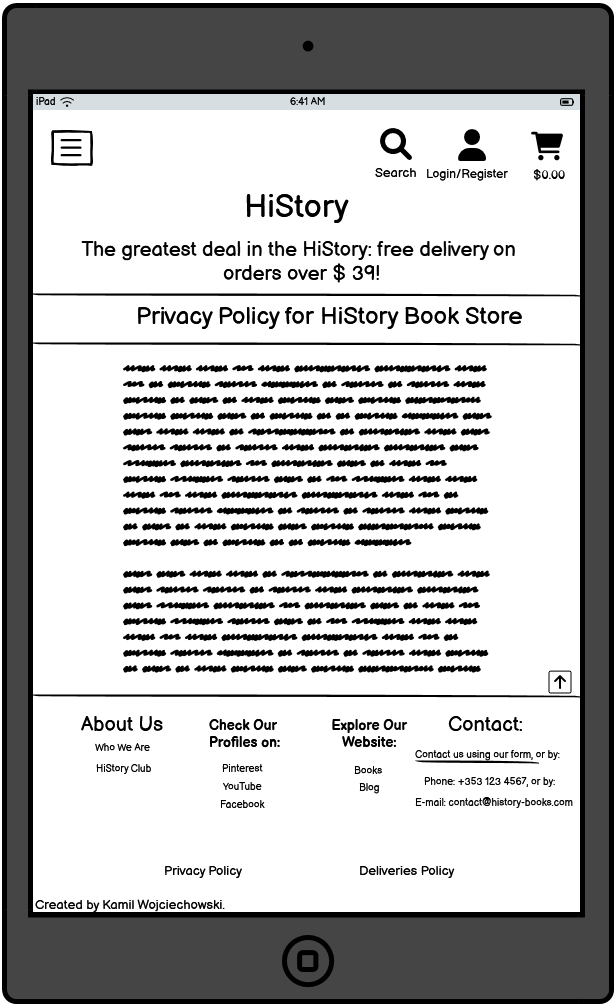 iPad 6:41 AM
Search Login/Register $0.00
HiStory
The greatest deal in the HiStory: free delivery on
orders over $ 39!
Privacy Policy for HiStory Book Store
About Us
Who We Are
HiStory Club
Check Our
Profiles on:
Pinterest
YouTube
Facebook
Explore Our
Website:
Books
Blog
Contact:
Contact us using our form, or by:
Phone: +353 123 4567, or by:
E-mail: contact@history-books.com
Privacy Policy Deliveries Policy
Created by Kamil Wojciechowski.